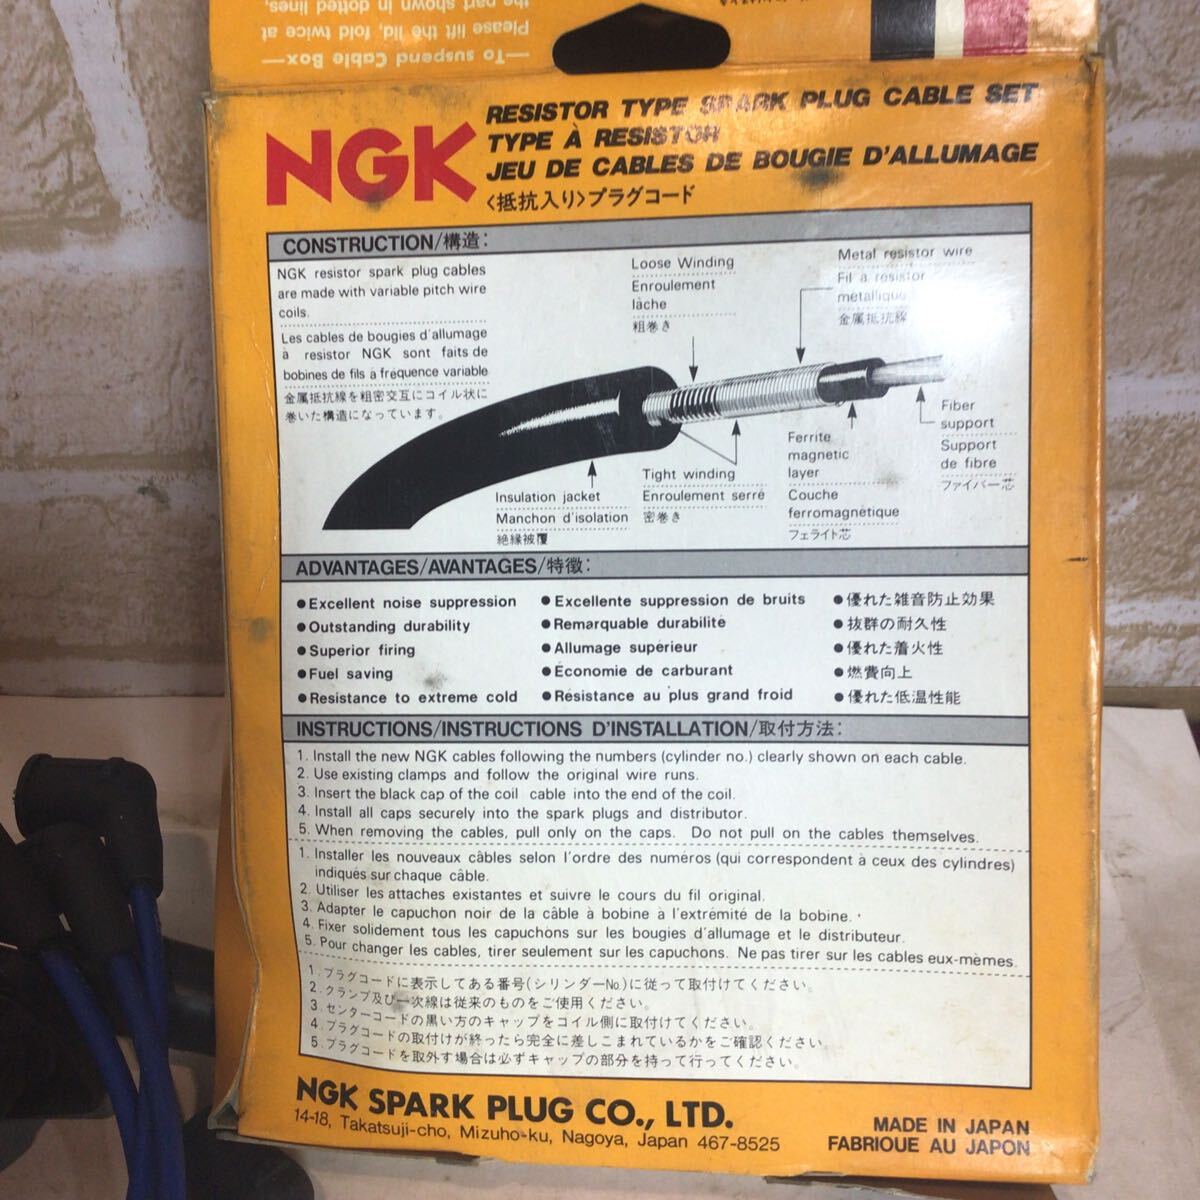 —To suspend Cable Box—
Please lift the lid, fold twice at
the part shown in dotted lines,
NGK
RESISTOR TYPE SPARK PLUG CABLE SET
TYPE À RESISTOR
JEU DE CABLES DE BOUGIE D'ALLUMAGE
〈抵抗入り〉プラグコード
CONSTRUCTION/構造:
NGK resistor spark plug cables
are made with variable pitch wire
coils.
Les cables de bougies d'allumage
à resistor NGK sont faits de
bobines de fils à fréquence variable
金属抵抗線を粗密交互にコイル状に
巻いた構造になっています。
Loose Winding
Enroulement
lâche
粗巻き
Metal resistor wire
Fil à resistor
métallique
金属抵抗線
Insulation jacket
Manchon d'isolation
絶縁被覆
Tight winding
Enroulement serré
密巻き
Ferrite
magnetic
layer
Couche
ferromagnétique
フェライト芯
Fiber
support
Support
de fibre
ファイバー芯
ADVANTAGES/AVANTAGES/特徴:
●Excellent noise suppression
●Outstanding durability
●Superior firing
●Fuel saving
●Resistance to extreme cold
●Excellente suppression de bruits
●Remarquable durabilité
●Allumage supérieur
●Économie de carburant
●Résistance au plus grand froid
●優れた雑音防止効果
●抜群の耐久性
●優れた着火性
●燃費向上
●優れた低温性能
INSTRUCTIONS/INSTRUCTIONS D'INSTALLATION/取付方法:
1. Install the new NGK cables following the numbers (cylinder no.) clearly shown on each cable.
2. Use existing clamps and follow the original wire runs.
3. Insert the black cap of the coil cable into the end of the coil.
4. Install all caps securely into the spark plugs and distributor.
5. When removing the cables, pull only on the caps. Do not pull on the cables themselves.
1. Installer les nouveaux câbles selon l'ordre des numéros (qui correspondent à ceux des cylindres)
indiqués sur chaque câble.
2. Utiliser les attaches existantes et suivre le cours du fil original.
3. Adapter le capuchon noir de la câble à bobine à l'extrémité de la bobine.
4. Fixer solidement tous les capuchons sur les bougies d'allumage et le distributeur.
5. Pour changer les cables, tirer seulement sur les capuchons. Ne pas tirer sur les cables eux-mêmes.
1. プラグコードに表示してある番号(シリンダーNo.)に従って取付けてください。
2. クランプ及び一次線は従来のものをご使用ください。
3. センターコードの黒い方のキャップをコイル側に取付けてください。
4. プラグコードの取付けが終ったら完全に差しこまれているかをご確認ください。
5. プラグコードを取外す場合は必ずキャップの部分を持って行ってください。
NGK SPARK PLUG CO., LTD.
14-18, Takatsuji-cho, Mizuho-ku, Nagoya, Japan 467-8525
MADE IN JAPAN
FABRIQUE AU JAPON